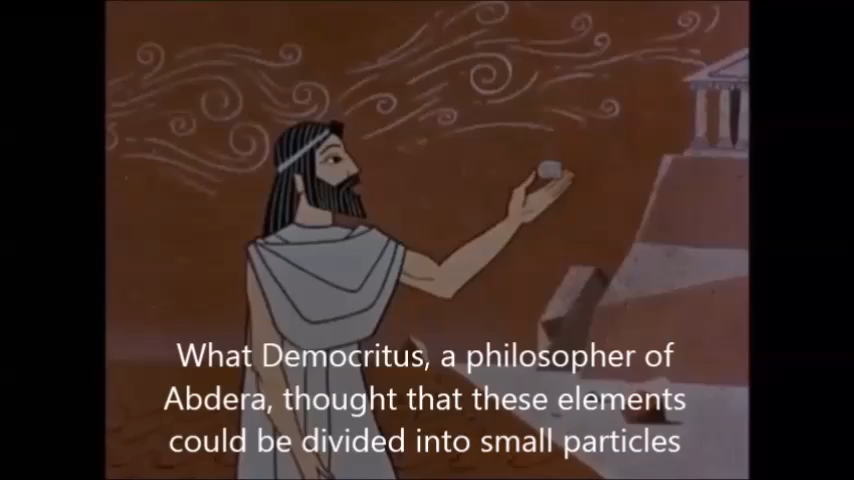 What Democritus, a philosopher of
Abdera, thought that these elements
could be divided into small particles